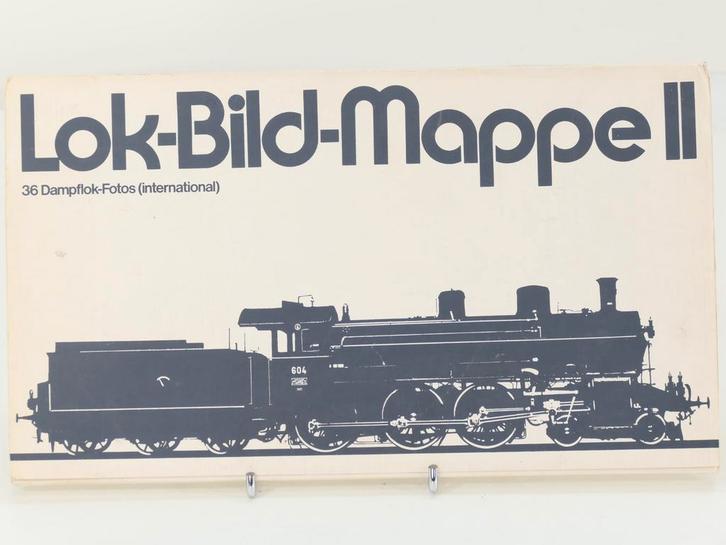 Lok-Bild-Mappe II
36 Dampflok-Fotos (international)
604